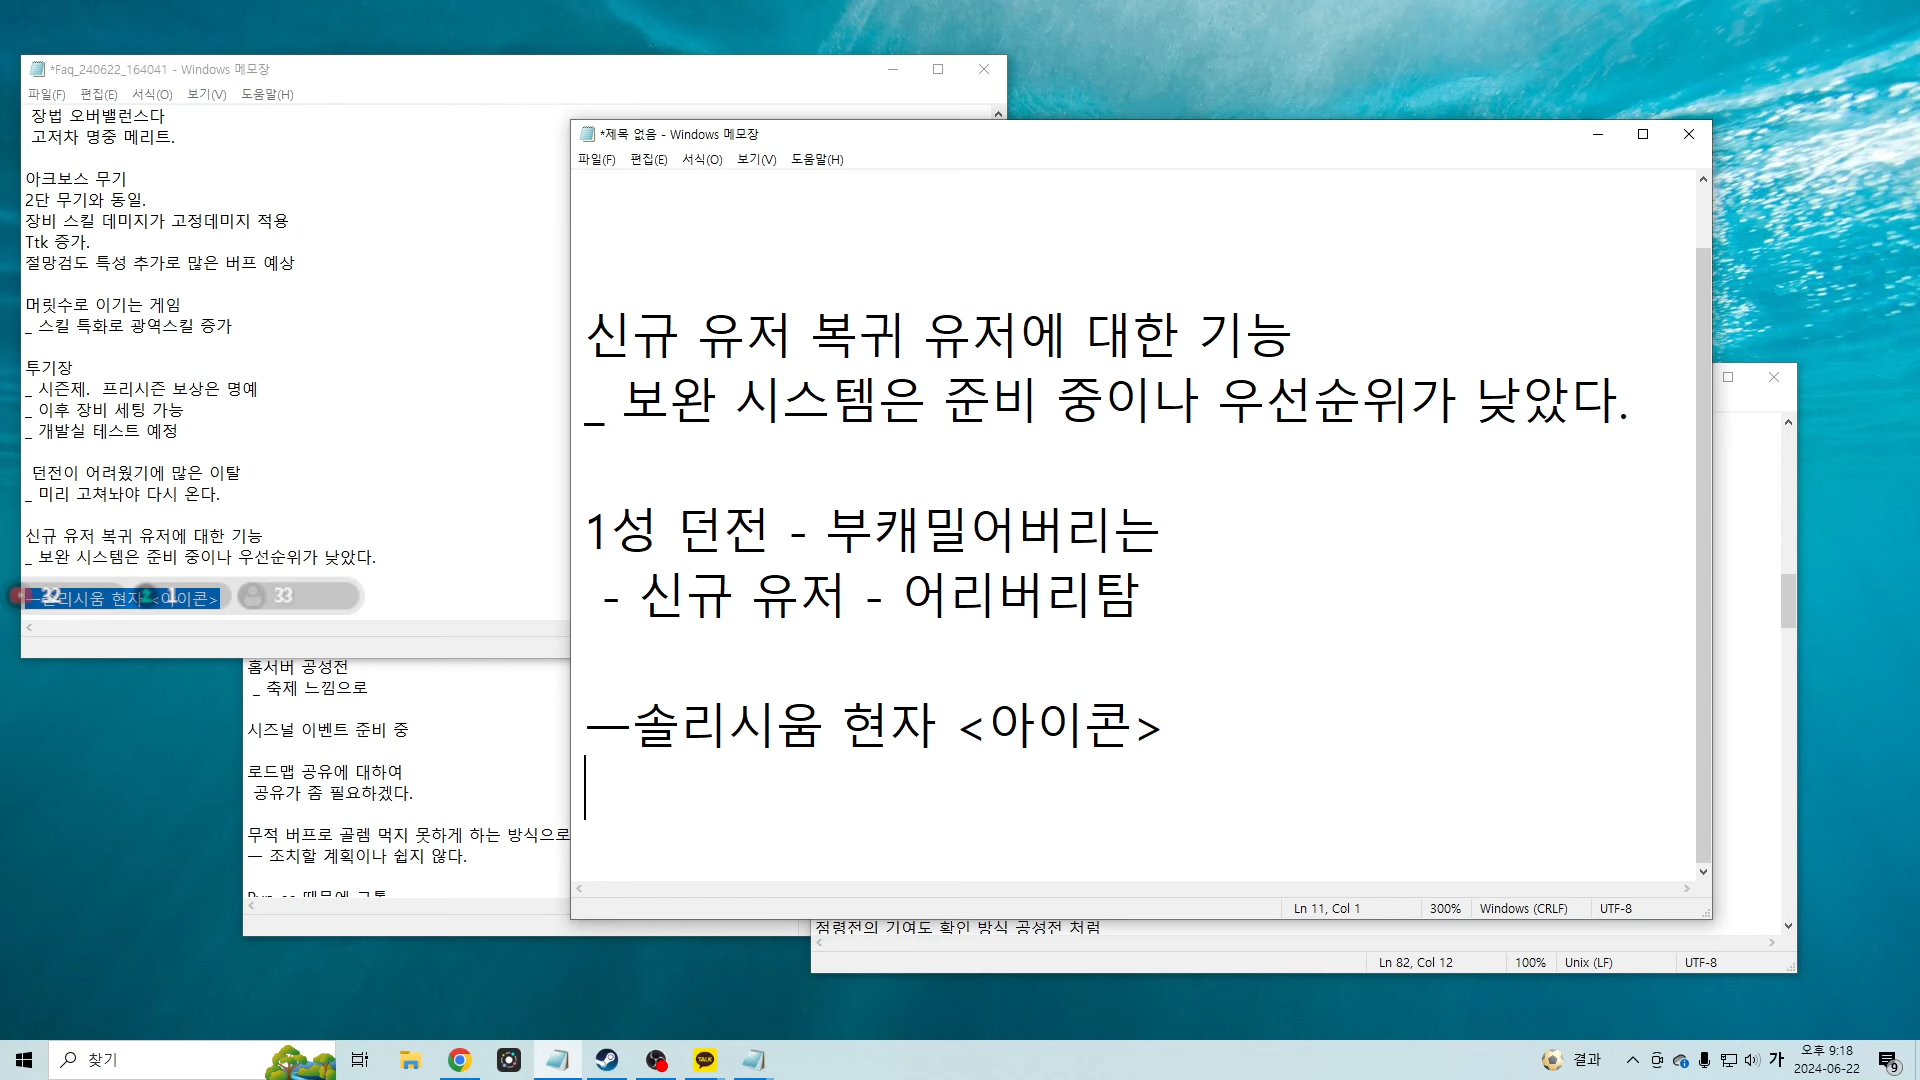 *Faq_240622_164041 - Windows 메모장
파일(F) 편집(E) 서식(O) 보기(V) 도움말(H)
장법 오버밸런스다
고저차 명중 메리트.
아크보스 무기
2단 무기와 동일.
장비 스킬 데미지가 고정데미지 적용
Ttk 증가.
절망검도 특성 추가로 많은 버프 예상
머릿수로 이기는 게임
_ 스킬 특화로 광역스킬 증가
투기장
_ 시즌제.  프리시즌 보상은 명예
_ 이후 장비 세팅 가능
_ 개발실 테스트 예정
던전이 어려웠기에 많은 이탈
_ 미리 고쳐놔야 다시 온다.
신규 유저 복귀 유저에 대한 기능
_ 보완 시스템은 준비 중이나 우선순위가 낮았다.
ㅡ솔리시움 현자 <아이콘>
32 1 33
*제목 없음 - Windows 메모장
파일(F) 편집(E) 서식(O) 보기(V) 도움말(H)
신규 유저 복귀 유저에 대한 기능
_ 보완 시스템은 준비 중이나 우선순위가 낮았다.
1성 던전 - 부캐밀어버리는
- 신규 유저 - 어리버리탐
ㅡ솔리시움 현자 <아이콘>
Ln 11, Col 1 300% Windows (CRLF) UTF-8
홈서버 공성전
_ 축제 느낌으로
시즈널 이벤트 준비 중
로드맵 공유에 대하여
공유가 좀 필요하겠다.
무적 버프로 골렘 먹지 못하게 하는 방식으로
ㅡ 조치할 계획이나 쉽지 않다.
점령전의 기여도 확인 방식 공성전 처럼
Ln 82, Col 12 100% Unix (LF) UTF-8
찾기
TALK
결과
가
오후 9:18
2024-06-22
9